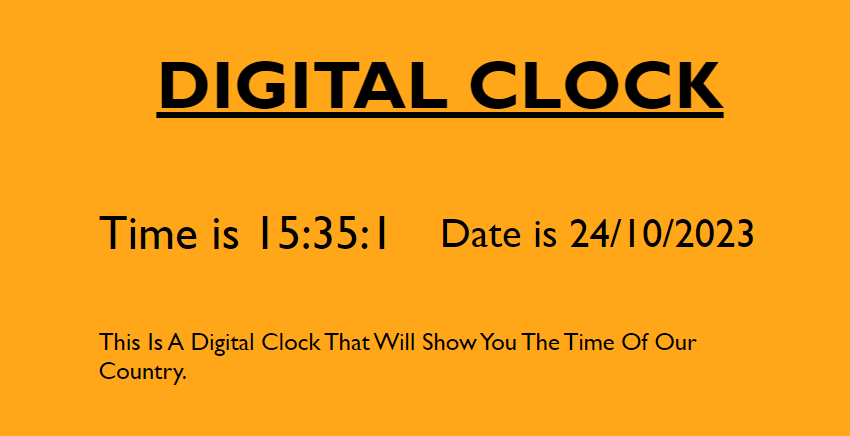 DIGITAL CLOCK
Time is 15:35:1 Date is 24/10/2023
This Is A Digital Clock That Will Show You The Time Of Our
Country.